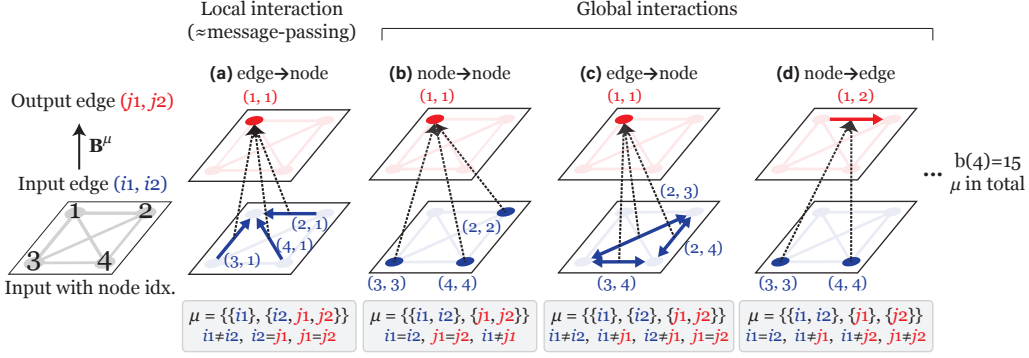 Local interaction
(≈message-passing)
Global interactions
(a) edge→node
(b) node→node
(c) edge→node
(d) node→edge
(1, 1)
(1, 1)
(1, 1)
(1, 2)
Output edge (j1, j2)
B^μ
Input edge (i1, i2)
1
2
3
4
Input with node idx.
(2, 1)
(4, 1)
(3, 1)
(2, 2)
(3, 3)
(4, 4)
(2, 3)
(2, 4)
(3, 4)
(3, 3)
(4, 4)
... b(4)=15
μ in total
μ = {{i1}, {i2, j1, j2}}
i1≠i2, i2=j1, j1=j2
μ = {{i1, i2}, {j1, j2}}
i1=i2, j1=j2, i1≠j1
μ = {{i1}, {i2}, {j1, j2}}
i1≠i2, i1≠j1, i2≠j1, j1=j2
μ = {{i1, i2}, {j1}, {j2}}
i1=i2, i1≠j1, i1≠j2, j1≠j2